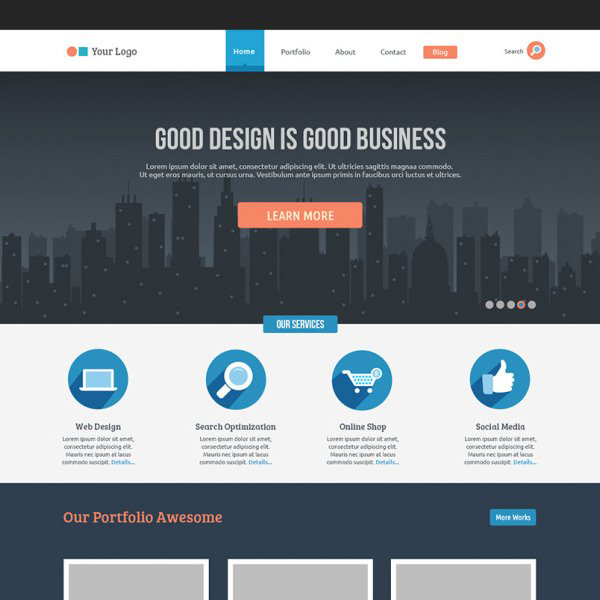 Your Logo
Home
Portfolio
About
Contact
Blog
Search
GOOD DESIGN IS GOOD BUSINESS
Lorem ipsum dolor sit amet, consectetur adipiscing elit. Ut ultricies sagittis magna commodo.
Ut eget eros mauris, ut cursus urna. Vestibulum ante ipsum primis in faucibus orci luctus et ultrices.
LEARN MORE
OUR SERVICES
Web Design
Lorem ipsum dolor sit amet,
consectetur adipiscing elit.
Mauris nec ipsum at lacus
commodo suscipit. Details...
Search Optimization
Lorem ipsum dolor sit amet,
consectetur adipiscing elit.
Mauris nec ipsum at lacus
commodo suscipit. Details...
Online Shop
Lorem ipsum dolor sit amet,
consectetur adipiscing elit.
Mauris nec ipsum at lacus
commodo suscipit. Details...
Social Media
Lorem ipsum dolor sit amet,
consectetur adipiscing elit.
Mauris nec ipsum at lacus
commodo suscipit. Details...
Our Portfolio Awesome
More Works